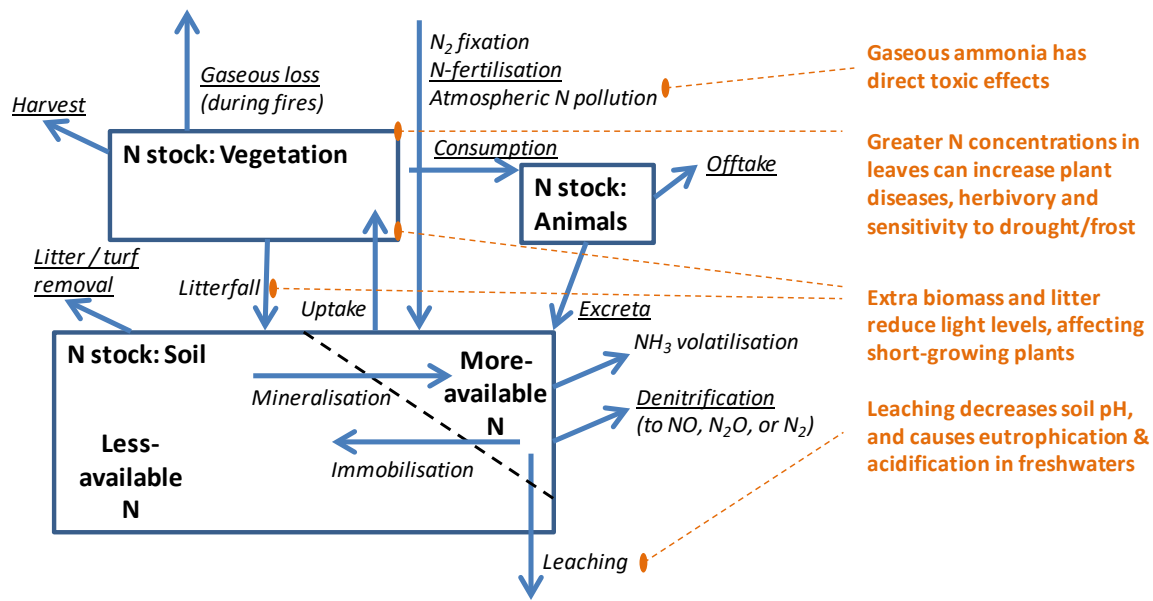 Gaseous loss
(during fires)
Harvest
N₂ fixation
N-fertilisation
Atmospheric N pollution
N stock: Vegetation
Consumption
N stock:
Animals
Offtake
Litter / turf
removal
Litterfall
Uptake
Excreta
N stock: Soil
More-
available
N
Mineralisation
Immobilisation
Less-
available
N
NH₃ volatilisation
Denitrification
(to NO, N₂O, or N₂)
Leaching
Gaseous ammonia has
direct toxic effects
Greater N concentrations in
leaves can increase plant
diseases, herbivory and
sensitivity to drought/frost
Extra biomass and litter
reduce light levels, affecting
short-growing plants
Leaching decreases soil pH,
and causes eutrophication &
acidification in freshwaters